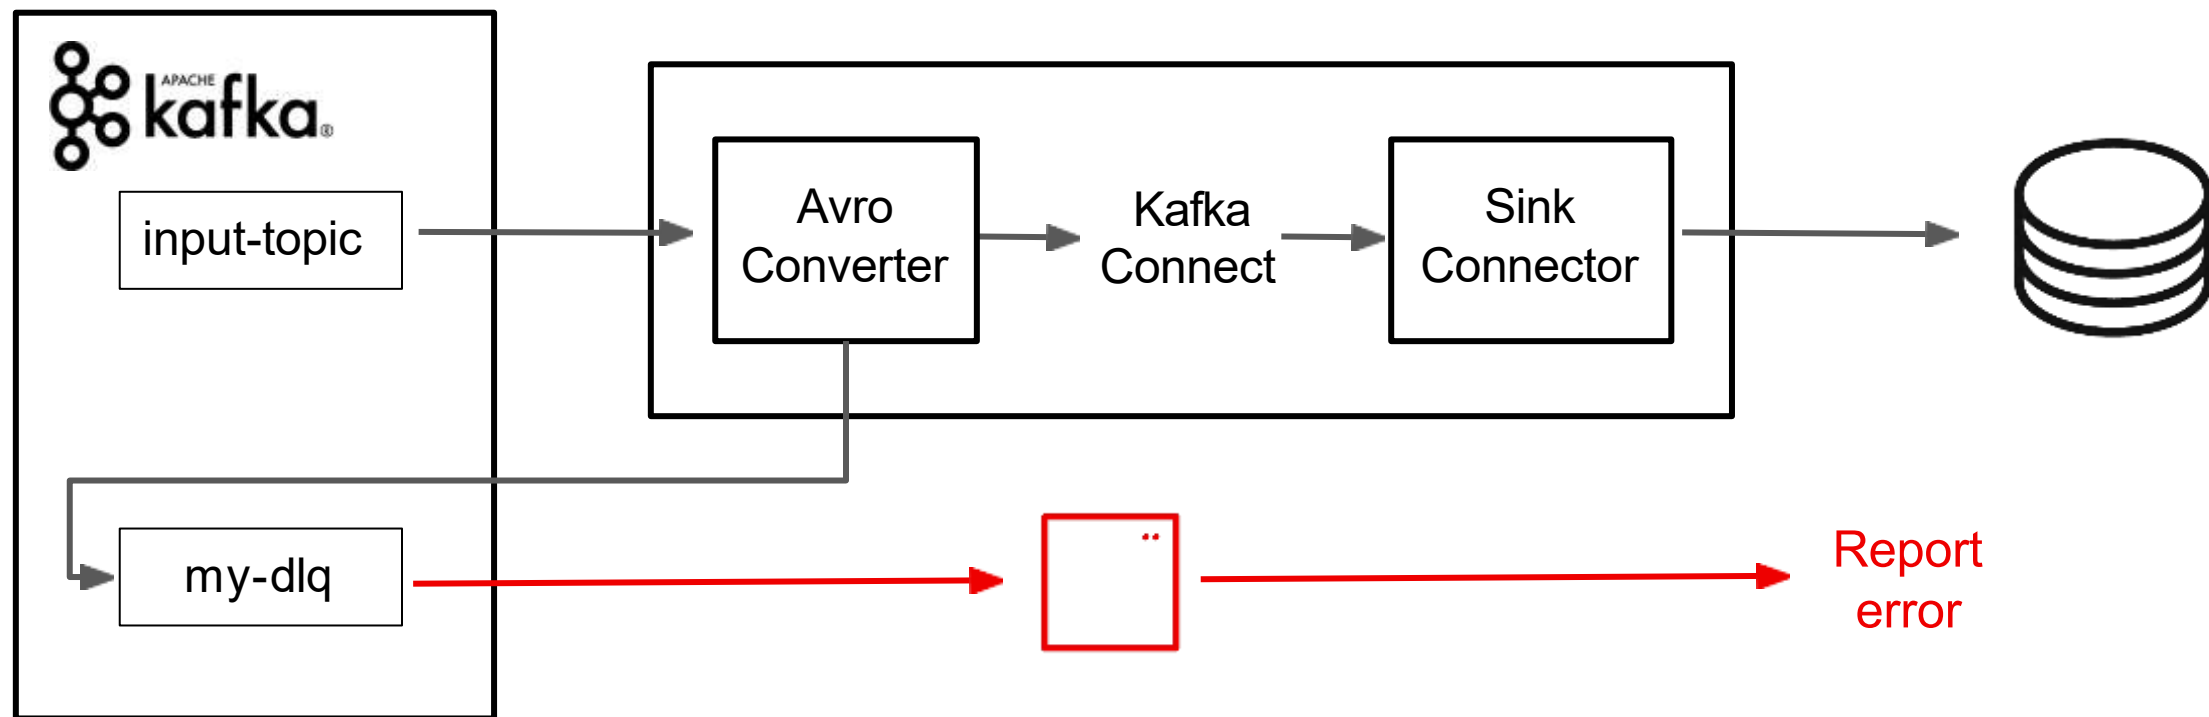 APACHE
kafka®
input-topic
Avro
Converter
Kafka
Connect
Sink
Connector
my-dlq
Report
error